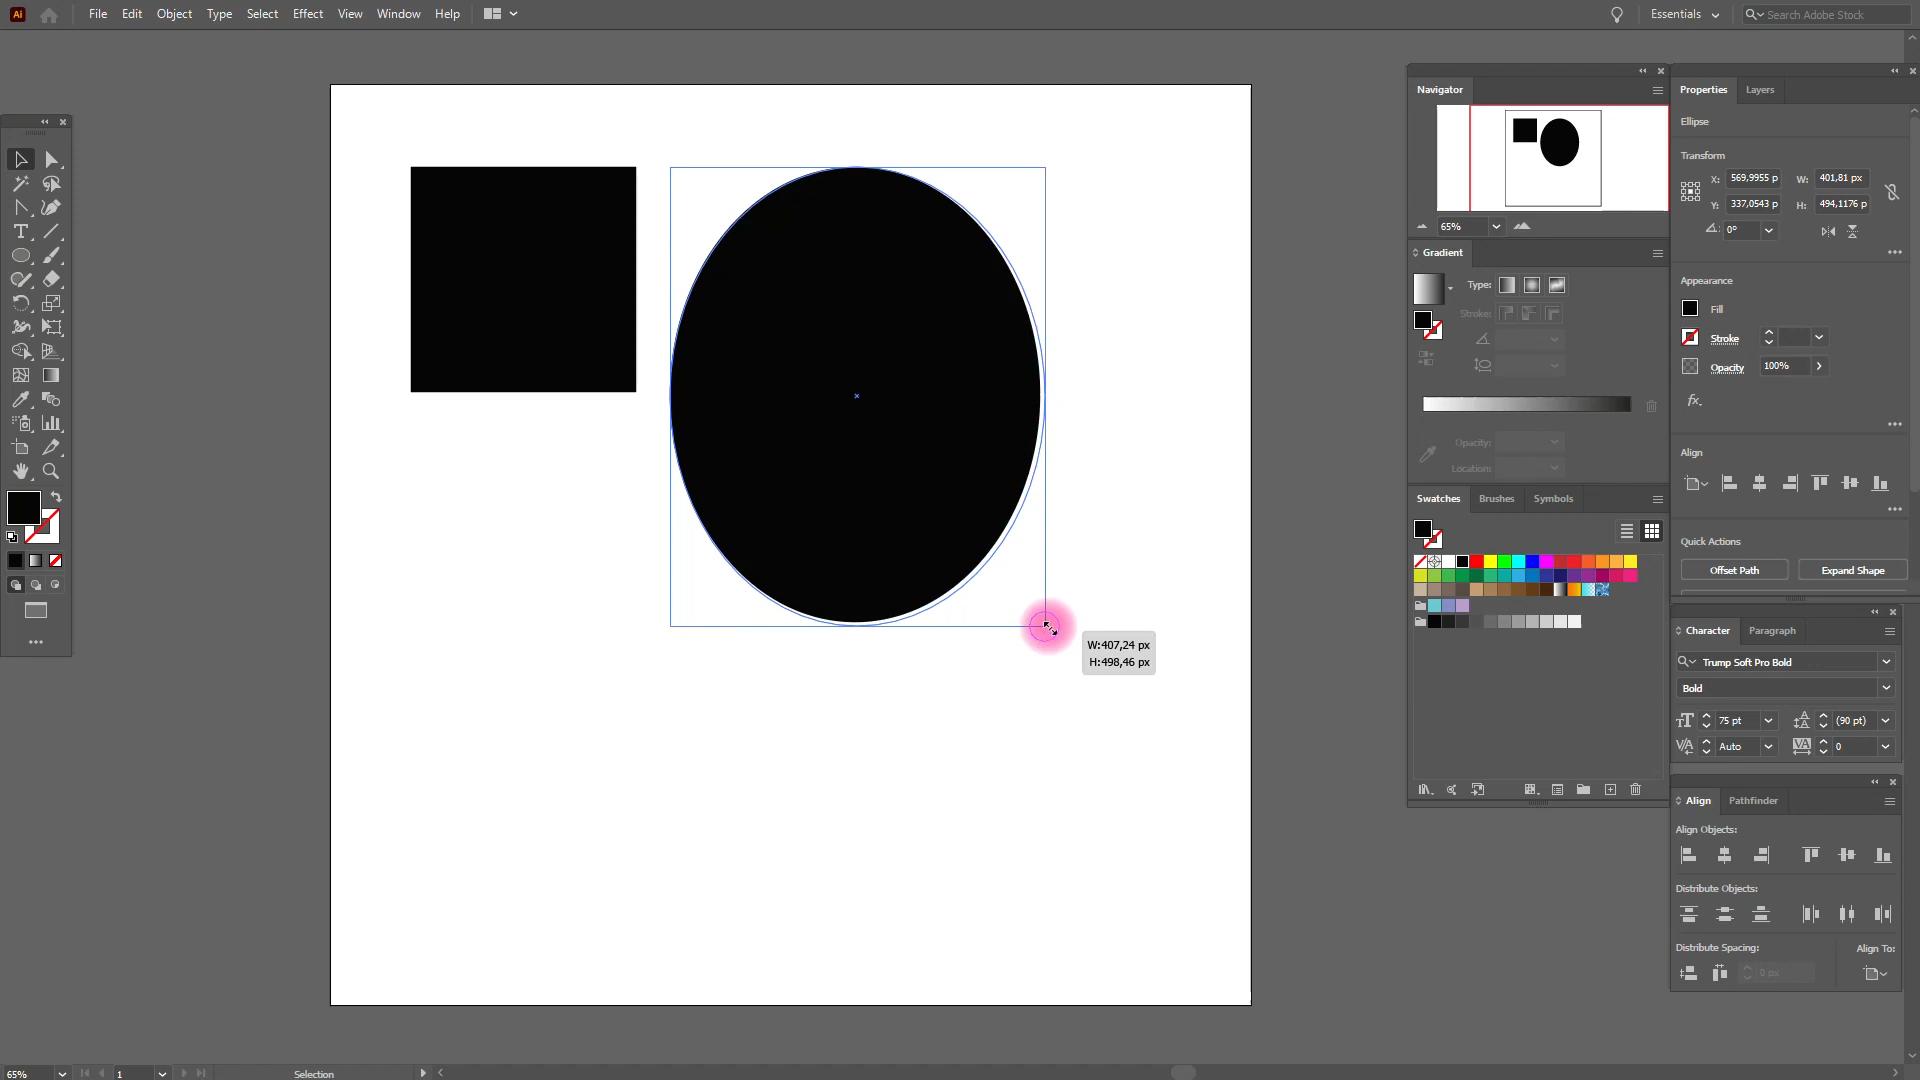 Ai File Edit Object Type Select Effect View Window Help Essentials Search Adobe Stock
Navigator
65%
Gradient
Type:
Stroke:
Opacity:
Location:
Swatches Brushes Symbols
Properties Layers
Ellipse
Transform
X: 569,9955 p W: 401,81 px
Y: 337,0543 p H: 494,1176 p
0°
Appearance
Fill
Stroke
Opacity 100%
fx.
Align
Quick Actions
Offset Path Expand Shape
Character Paragraph
Trump Soft Pro Bold
Bold
75 pt (90 pt)
Auto 0
Align Pathfinder
Align Objects:
Distribute Objects:
Distribute Spacing: Align To:
0 px
W:407,24 px
H:498,46 px
65% 1 Selection